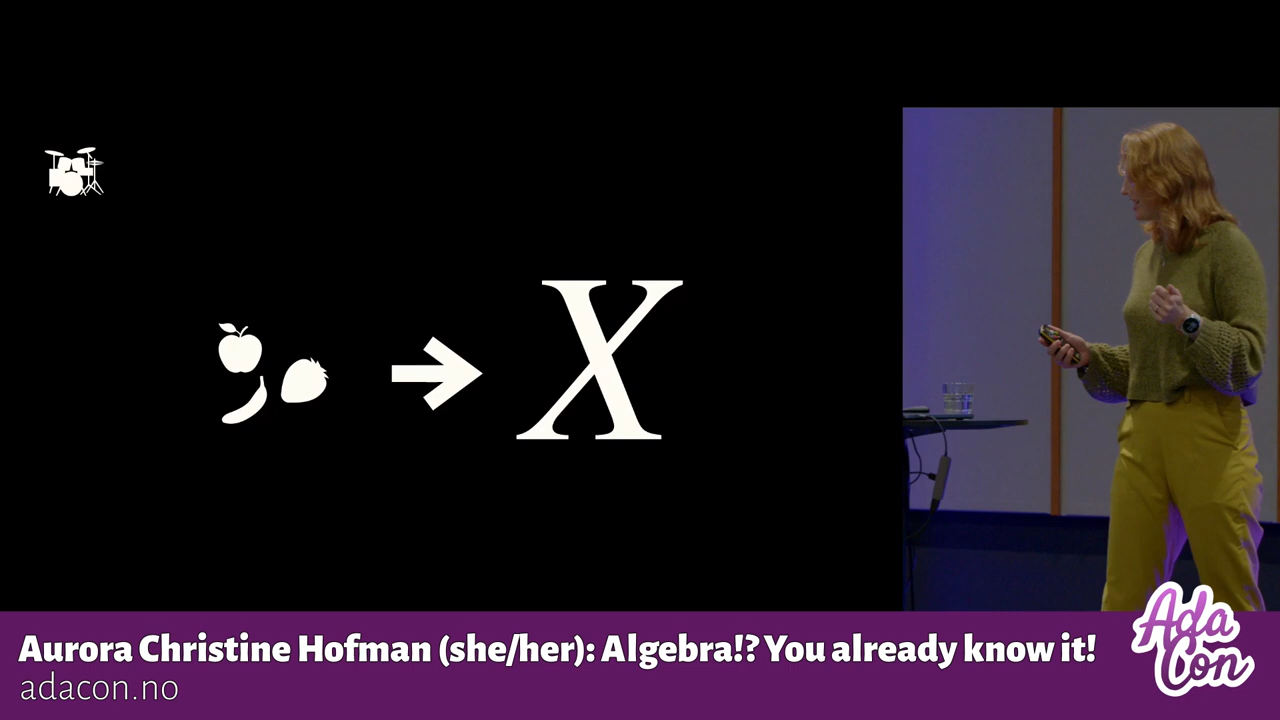 X
Aurora Christine Hofman (she/her): Algebra!? You already know it!
adacon.no
Ada
Con